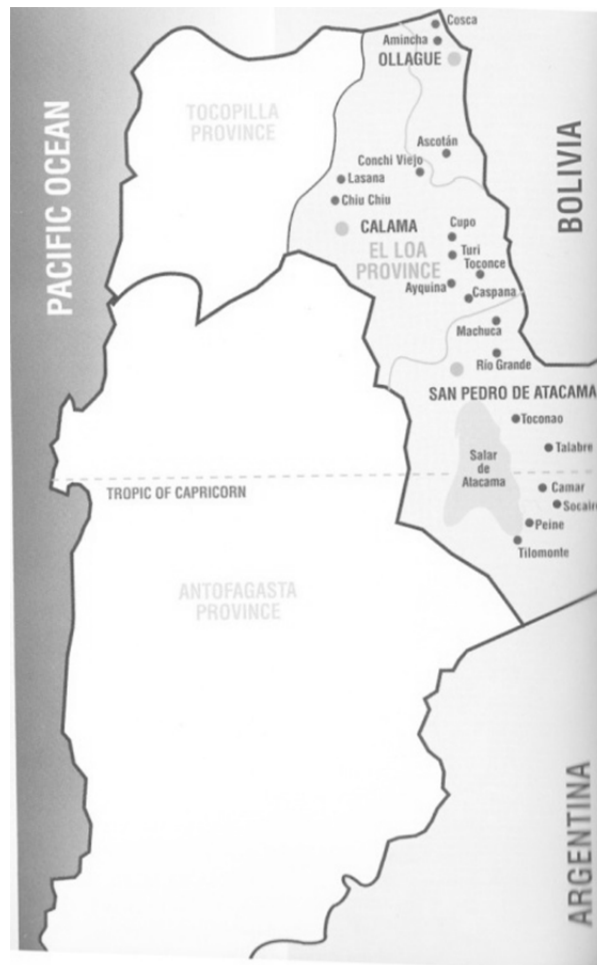 Cosca
Amincha
OLLAGUE
TOCOPILLA
PROVINCE
PACIFIC OCEAN
BOLIVIA
Ascotán
Conchi Viejo
Lasana
Chiu Chiu
CALAMA
Cupo
EL LOA
PROVINCE
Turi
Toconce
Ayquina
Caspana
Machuca
Río Grande
SAN PEDRO DE ATACAMA
Toconao
Salar
de
Atacama
Talabre
TROPIC OF CAPRICORN
Camar
Socaire
Peine
Tilomonte
ANTOFAGASTA
PROVINCE
ARGENTINA